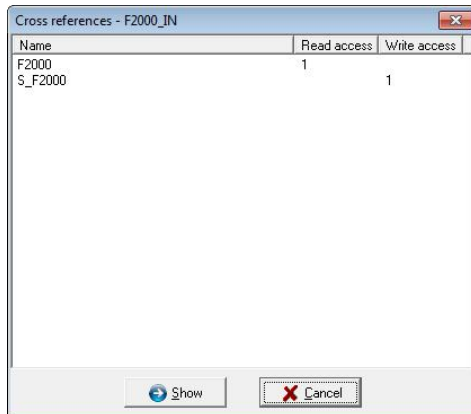 Cross references - F2000_IN
Name Read access Write access
F2000 1
S_F2000 1
Show Cancel